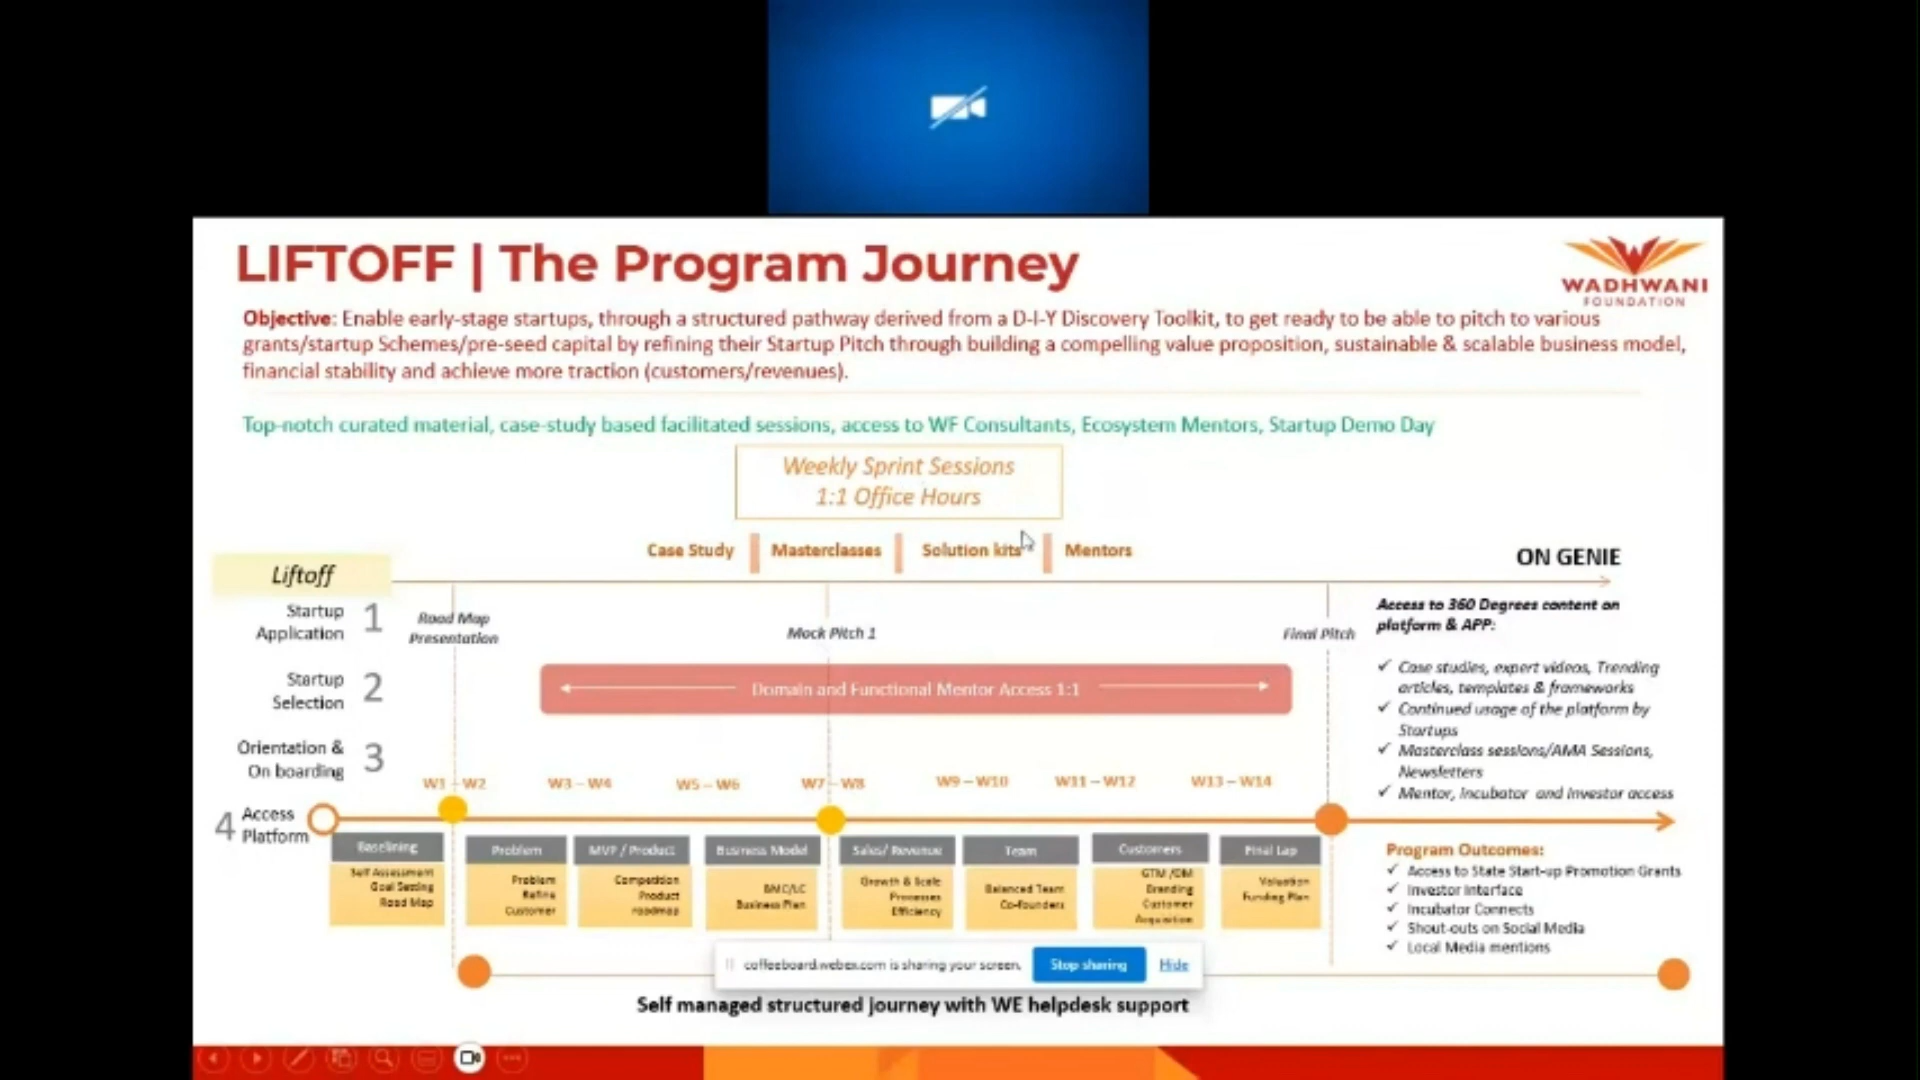 LIFTOFF | The Program Journey
WADHWANI
FOUNDATION
Objective: Enable early-stage startups, through a structured pathway derived from a D-I-Y Discovery Toolkit, to get ready to be able to pitch to various
grants/startup Schemes/pre-seed capital by refining their Startup Pitch through building a compelling value proposition, sustainable & scalable business model,
financial stability and achieve more traction (customers/revenues).
Top-notch curated material, case-study based facilitated sessions, access to WF Consultants, Ecosystem Mentors, Startup Demo Day
Weekly Sprint Sessions
1:1 Office Hours
Case Study
Masterclasses
Solution kits
Mentors
ON GENIE
Liftoff
Startup
Application
1
Startup
Selection
2
Orientation &
On boarding
3
4
Access
Platform
Road Map
Presentation
Mock Pitch 1
Final Pitch
Domain and Functional Mentor Access 1:1
W1 – W2
W3 – W4
W5 – W6
W7 – W8
W9 – W10
W11 – W12
W13 – W14
Baselining
Self Assessment
Goal Setting
Road Map
Problem
Problem
Refine
Customer
MVP / Product
Competition
Product
roadmap
Business Model
BMC/LC
Business Plan
Sales/ Revenue
Growth & Scale
Processes
Efficiency
Team
Balanced Team
Co-founders
Customers
GTM /DM
Branding
Customer
Acquisition
Final Lap
Valuation
Funding Plan
Access to 360 Degrees content on
platform & APP:
✓ Case studies, expert videos, Trending
articles, templates & frameworks
✓ Continued usage of the platform by
Startups
✓ Masterclass sessions/AMA Sessions,
Newsletters
✓ Mentor, incubator and investor access
Program Outcomes:
✓ Access to State Start-up Promotion Grants
✓ Investor Interface
✓ Incubator Connects
✓ Shout-outs on Social Media
✓ Local Media mentions
coffeeboard.webex.com is sharing your screen.
Stop sharing
Hide
Self managed structured journey with WE helpdesk support